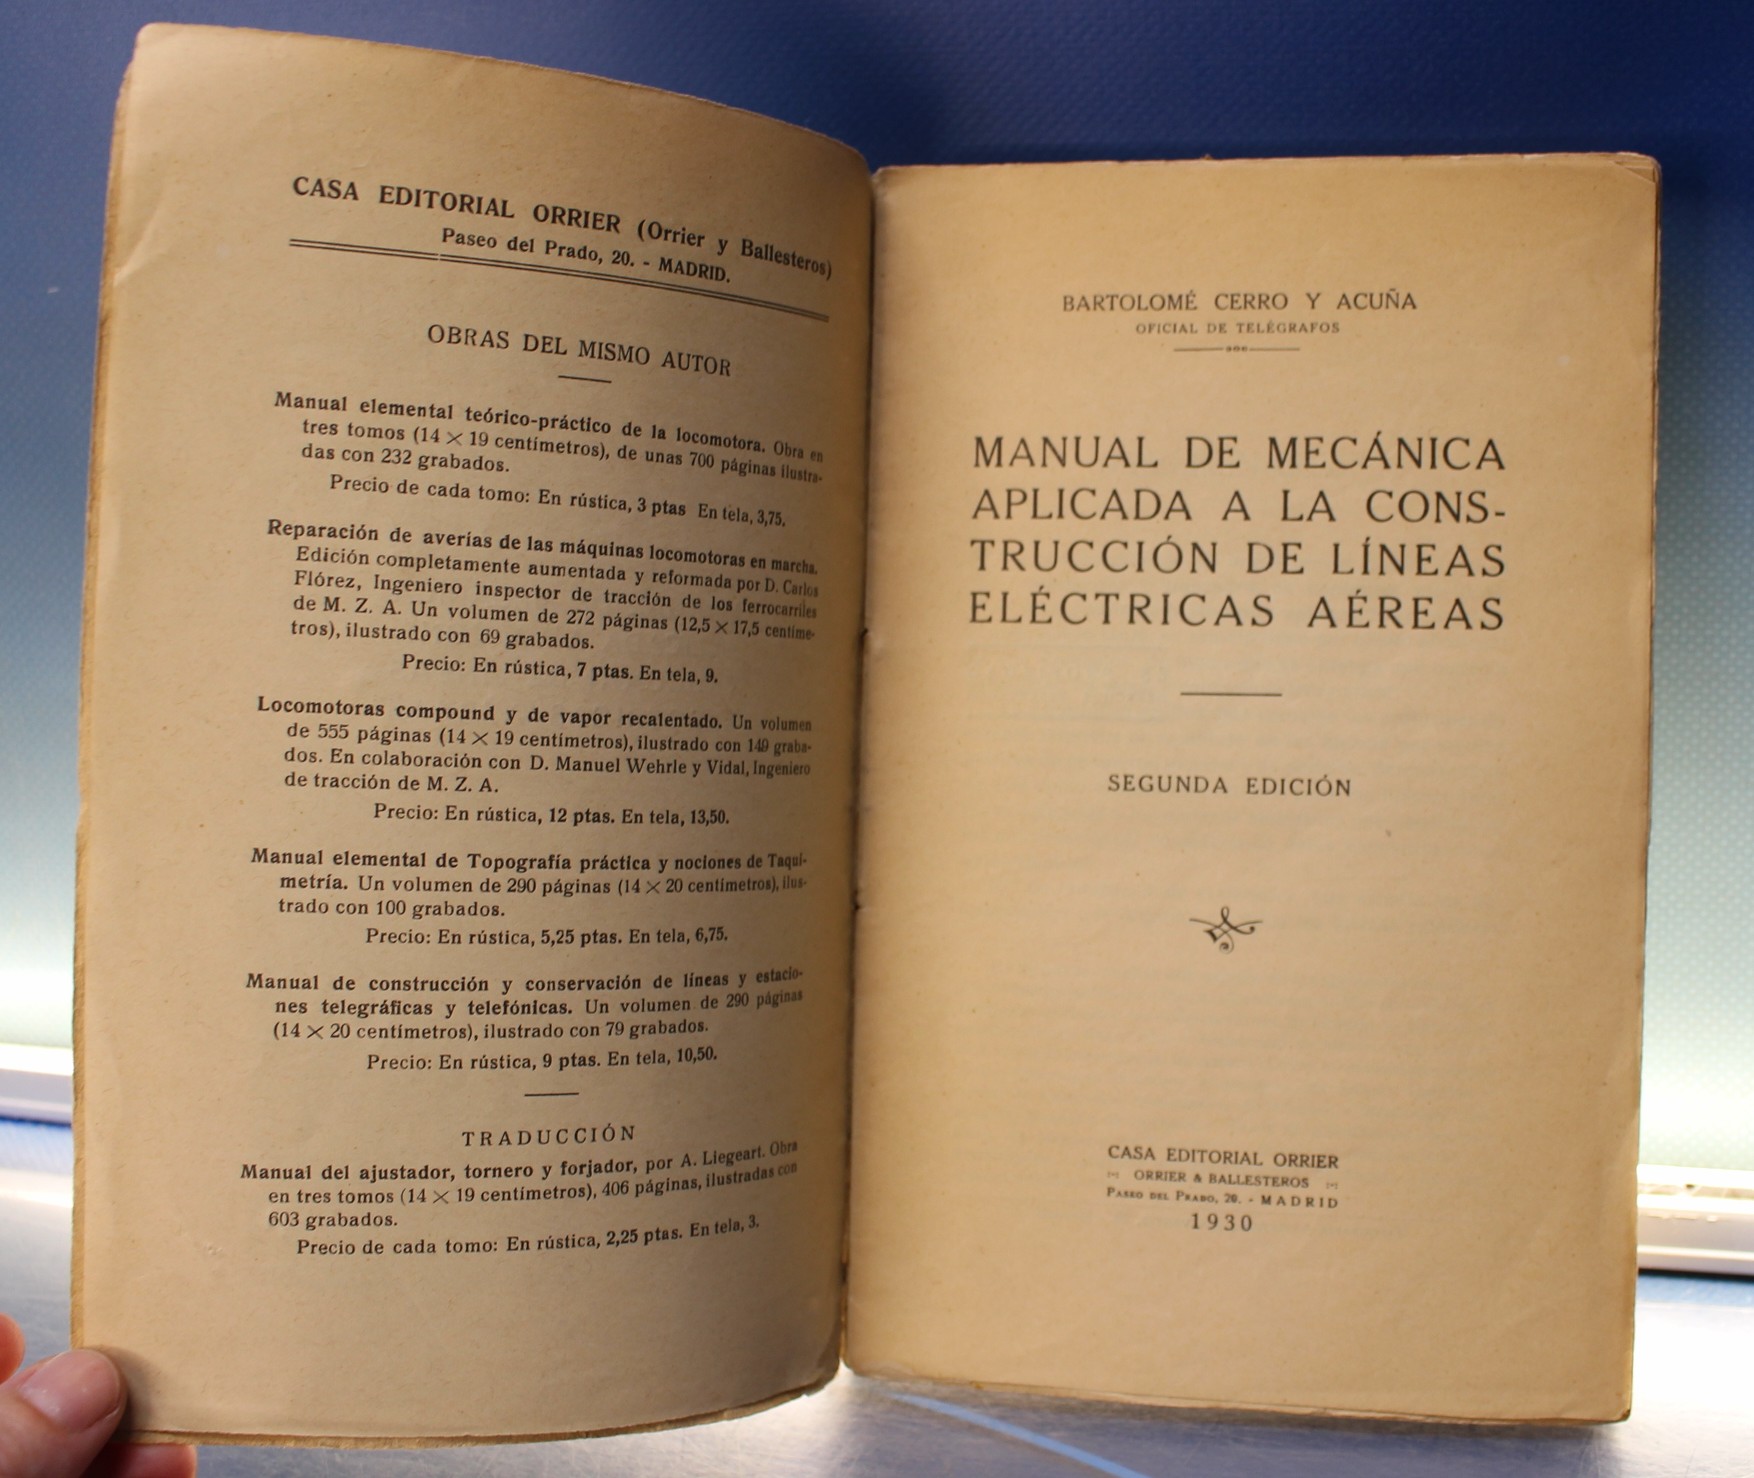 CASA EDITORIAL ORRIER (Orrier y Ballesteros)
Paseo del Prado, 20. - MADRID.
OBRAS DEL MISMO AUTOR
Manual elemental teórico-práctico de la locomotora. Obra en
tres tomos (14 × 19 centímetros), de unas 700 páginas ilustra-
das con 232 grabados.
Precio de cada tomo: En rústica, 3 ptas En tela, 3,75.
Reparación de averías de las máquinas locomotoras en marcha.
Edición completamente aumentada y reformada por D. Carlos
Flórez, Ingeniero inspector de tracción de los ferrocarriles
de M. Z. A. Un volumen de 272 páginas (12,5 × 17,5 centíme-
tros), ilustrado con 69 grabados.
Precio: En rústica, 7 ptas. En tela, 9.
Locomotoras compound y de vapor recalentado. Un volumen
de 555 páginas (14 × 19 centímetros), ilustrado con 149 graba-
dos. En colaboración con D. Manuel Wehrle y Vidal, Ingeniero
de tracción de M. Z. A.
Precio: En rústica, 12 ptas. En tela, 13,50.
Manual elemental de Topografía práctica y nociones de Taqui-
metría. Un volumen de 290 páginas (14 × 20 centímetros), ilus-
trado con 100 grabados.
Precio: En rústica, 5,25 ptas. En tela, 6,75.
Manual de construcción y conservación de líneas y estacio-
nes telegráficas y telefónicas. Un volumen de 290 páginas
(14 × 20 centímetros), ilustrado con 79 grabados.
Precio: En rústica, 9 ptas. En tela, 10,50.
TRADUCCIÓN
Manual del ajustador, tornero y forjador, por A. Liegeart. Obra
en tres tomos (14 × 19 centímetros), 406 páginas, ilustradas con
603 grabados.
Precio de cada tomo: En rústica, 2,25 ptas. En tela, 3.
BARTOLOMÉ CERRO Y ACUÑA
OFICIAL DE TELÉGRAFOS
MANUAL DE MECÁNICA
APLICADA A LA CONS-
TRUCCIÓN DE LÍNEAS
ELÉCTRICAS AÉREAS
SEGUNDA EDICIÓN
CASA EDITORIAL ORRIER
ORRIER & BALLESTEROS
PASEO DEL PRADO, 20. - MADRID
1930